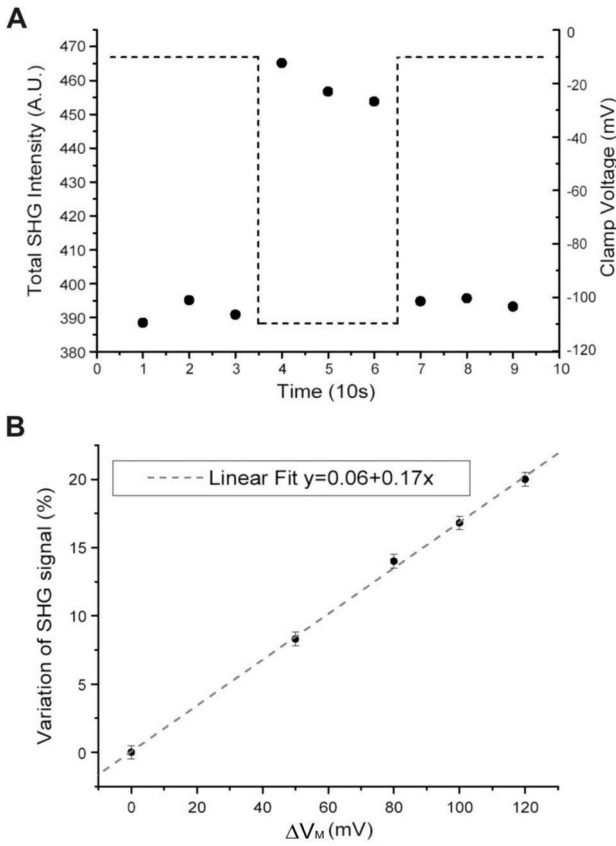 A
Total SHG Intensity (A.U.)
470
460
450
440
430
420
410
400
390
380
0
-20
-40
-60
-80
-100
-120
Clamp Voltage (mV)
0 1 2 3 4 5 6 7 8 9 10
Time (10s)
B
Variation of SHG signal (%)
20
15
10
5
0
Linear Fit y=0.06+0.17x
0 20 40 60 80 100 120
ΔVM (mV)